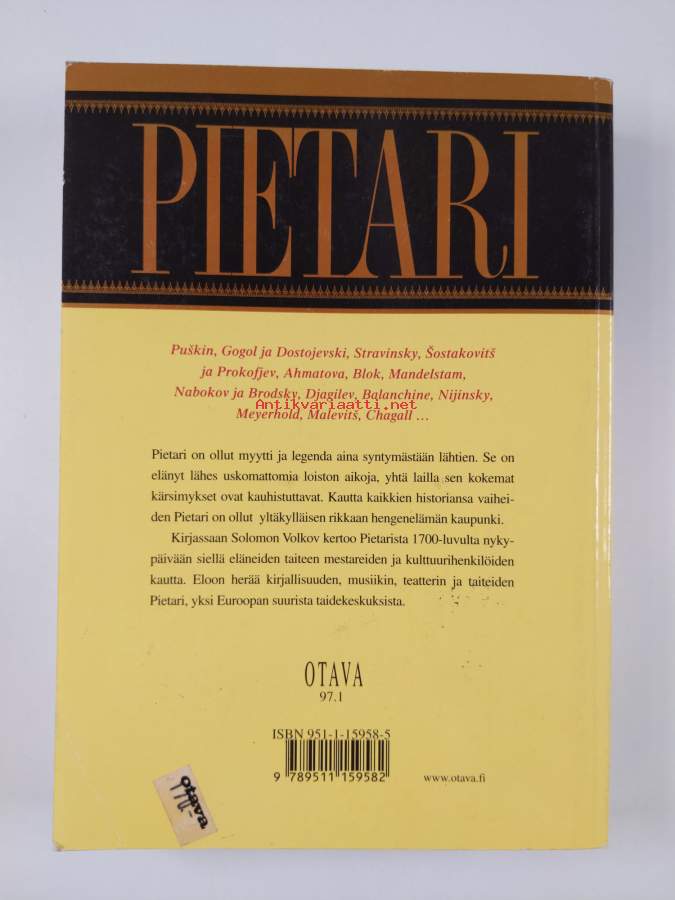 PIETARI
Puškin, Gogol ja Dostojevski, Stravinsky, Šostakovitš
ja Prokofjev, Ahmatova, Blok, Mandelstam,
Nabokov ja Brodsky, Djagilev, Balanchine, Nijinsky,
Antikvariaatti.net
Meyerhold, Malevitš, Chagall ...
Pietari on ollut myytti ja legenda aina syntymästään lähtien. Se on
elänyt lähes uskomattomia loiston aikoja, yhtä lailla sen kokemat
kärsimykset ovat kauhistuttavat. Kautta kaikkien historiansa vaihei-
den Pietari on ollut yltäkylläisen rikkaan hengenelämän kaupunki.
Kirjassaan Solomon Volkov kertoo Pietarista 1700-luvulta nyky-
päivään siellä eläneiden taiteen mestareiden ja kulttuurihenkilöiden
kautta. Eloon herää kirjallisuuden, musiikin, teatterin ja taiteiden
Pietari, yksi Euroopan suurista taidekeskuksista.
OTAVA
97.1
ISBN 951-1-15958-5
9 789511 159582
www.otava.fi
otava